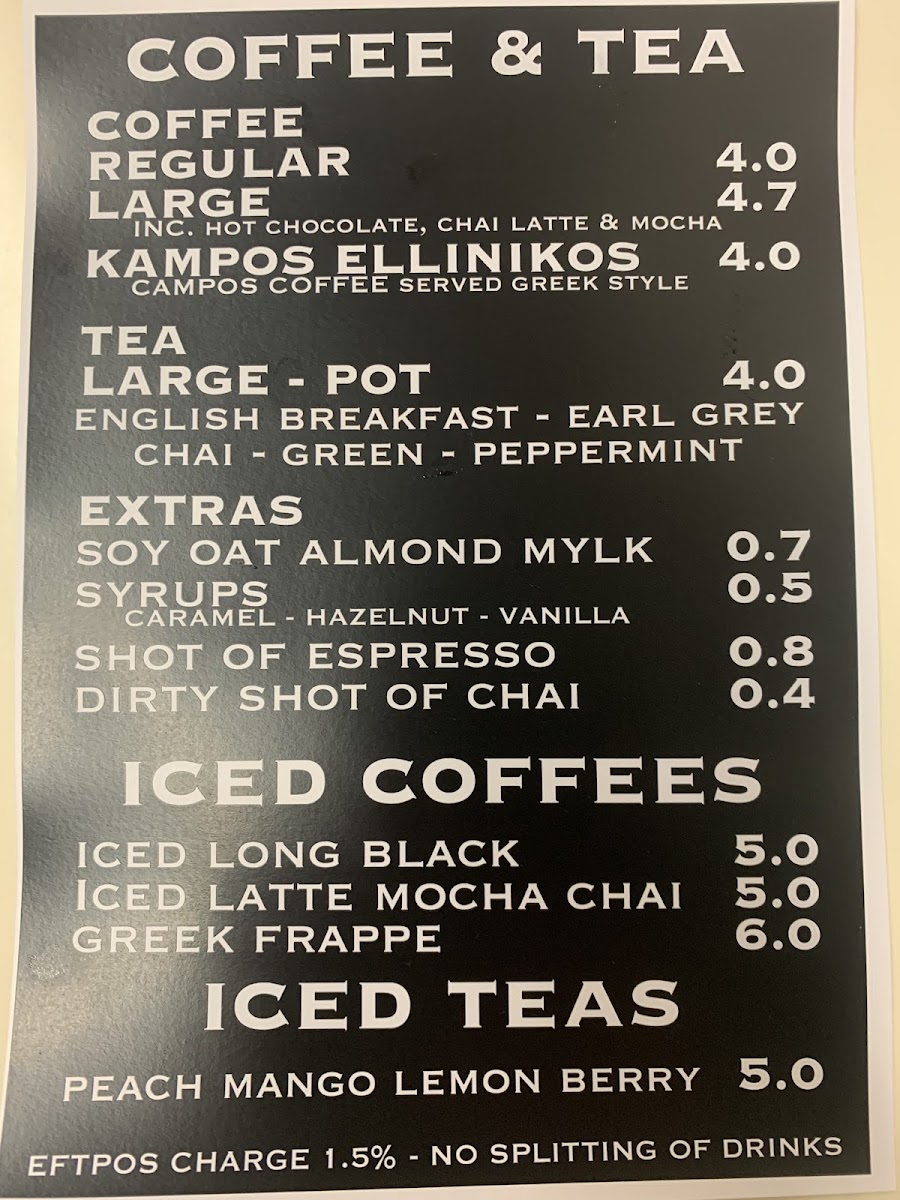 COFFEE & TEA
COFFEE
REGULAR 4.0
LARGE 4.7
INC. HOT CHOCOLATE, CHAI LATTE & MOCHA
KAMPOS ELLINIKOS 4.0
CAMPOS COFFEE SERVED GREEK STYLE
TEA
LARGE - POT 4.0
ENGLISH BREAKFAST - EARL GREY
CHAI - GREEN - PEPPERMINT
EXTRAS
SOY OAT ALMOND MYLK 0.7
SYRUPS 0.5
CARAMEL - HAZELNUT - VANILLA
SHOT OF ESPRESSO 0.8
DIRTY SHOT OF CHAI 0.4
ICED COFFEES
ICED LONG BLACK 5.0
ICED LATTE MOCHA CHAI 5.0
GREEK FRAPPE 6.0
ICED TEAS
PEACH MANGO LEMON BERRY 5.0
EFTPOS CHARGE 1.5% - NO SPLITTING OF DRINKS